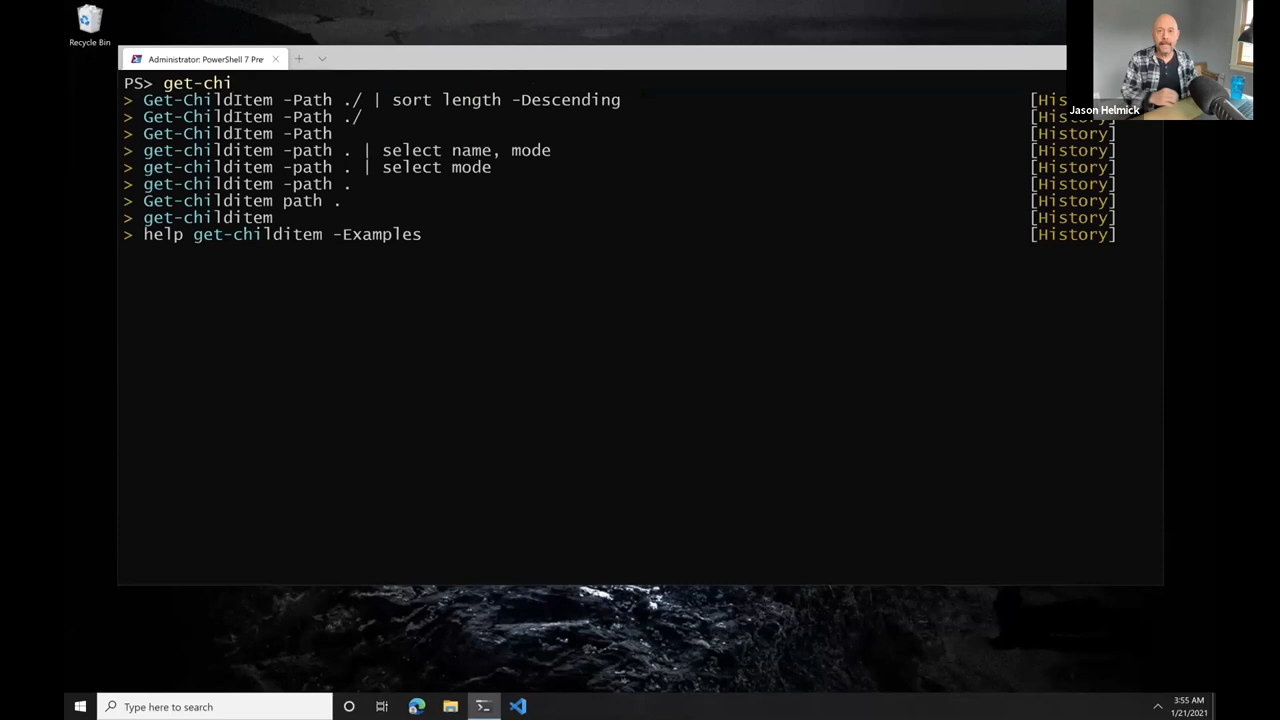 Recycle Bin
Administrator: PowerShell 7 Pre
PS> get-chi
> Get-ChildItem -Path ./ | sort length -Descending [His
Jason Helmick
> Get-ChildItem -Path ./ [History]
> Get-ChildItem -Path [History]
> get-childitem -path . | select name, mode [History]
> get-childitem -path . | select mode [History]
> get-childitem -path . [History]
> Get-childitem path . [History]
> get-childitem [History]
> help get-childitem -Examples [History]
Type here to search
3:55 AM
1/21/2021